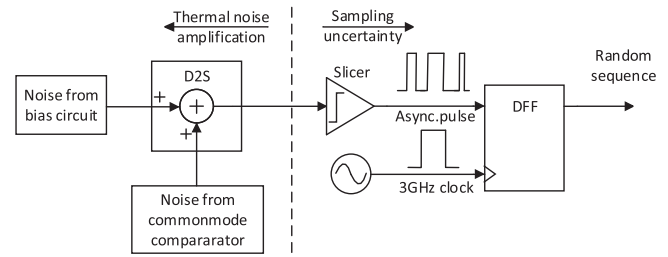 Thermal noise
amplification
Sampling
uncertainty
D2S
Slicer
Random
sequence
Noise from
bias circuit
+
+
+
Async.pulse
DFF
3GHz clock
Noise from
commonmode
compararator